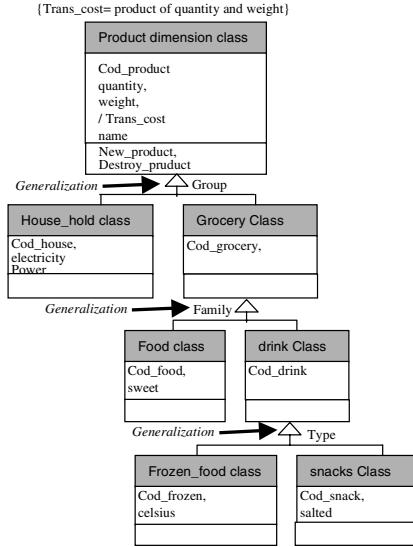 {Trans_cost= product of quantity and weight}
Product dimension class
Cod_product
quantity,
weight,
/ Trans_cost
name
New_product,
Destroy_pruduct
Generalization
Group
House_hold class
Grocery Class
Cod_house,
electricity
Power
Cod_grocery,
Generalization
Family
Food class
drink Class
Cod_food,
sweet
Cod_drink
Generalization
Type
Frozen_food class
snacks Class
Cod_frozen,
celsius
Cod_snack,
salted